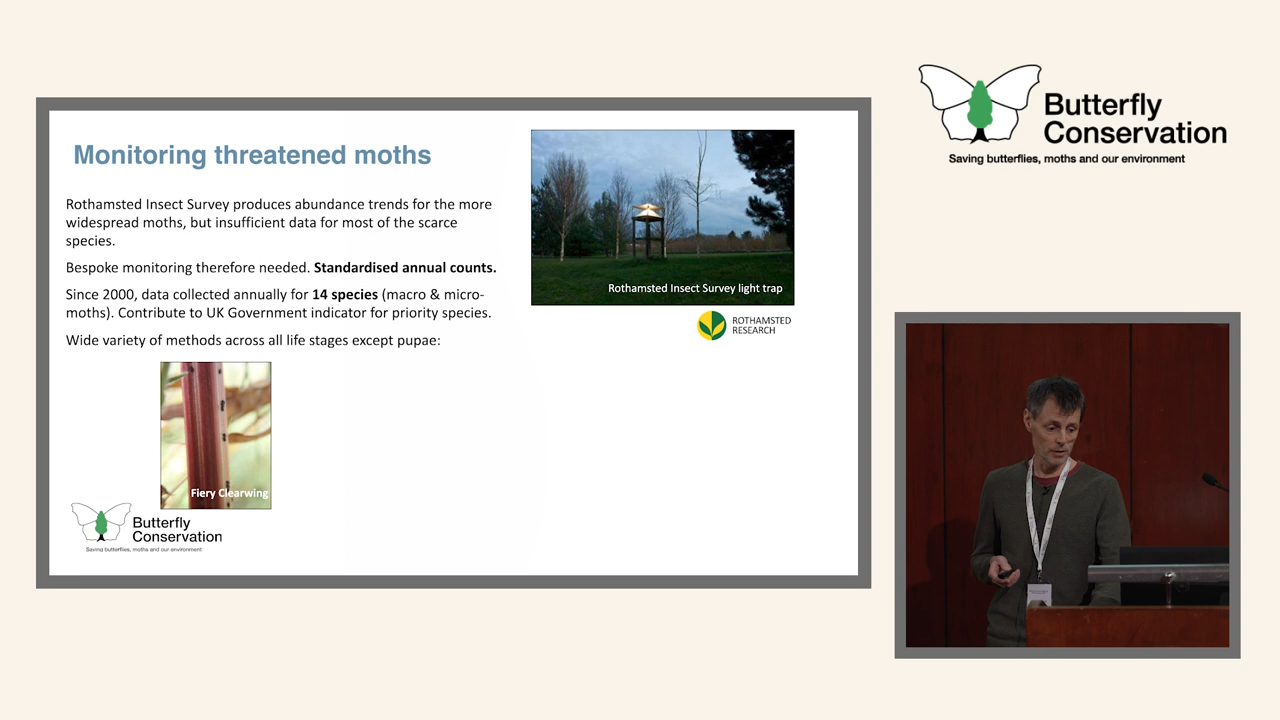 Monitoring threatened moths
Rothamsted Insect Survey produces abundance trends for the more
widespread moths, but insufficient data for most of the scarce
species.
Bespoke monitoring therefore needed. Standardised annual counts.
Since 2000, data collected annually for 14 species (macro & micro-
moths). Contribute to UK Government indicator for priority species.
Wide variety of methods across all life stages except pupae:
Fiery Clearwing
Butterfly
Conservation
Saving butterflies, moths and our environment
Rothamsted Insect Survey light trap
ROTHAMSTED
RESEARCH
Butterfly
Conservation
Saving butterflies, moths and our environment